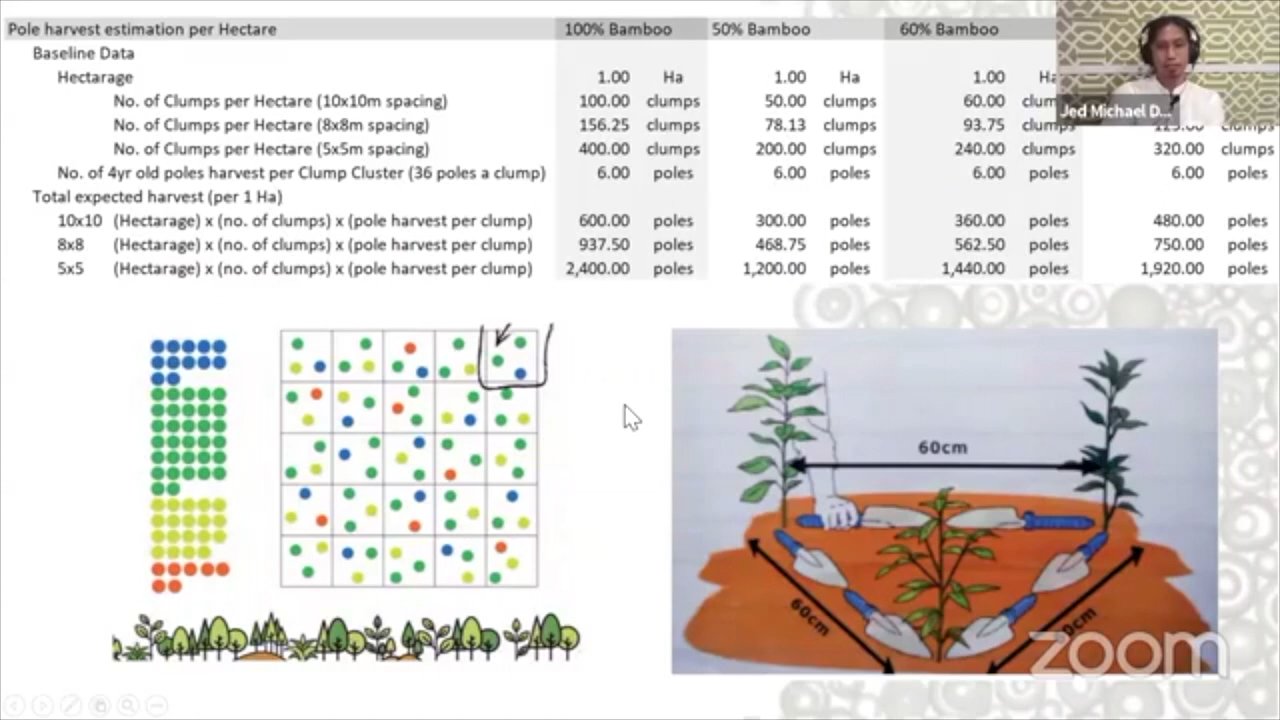 Pole harvest estimation per Hectare 100% Bamboo 50% Bamboo 60% Bamboo
Baseline Data
Hectarage 1.00 Ha 1.00 Ha 1.00 Ha
No. of Clumps per Hectare (10x10m spacing) 100.00 clumps 50.00 clumps 60.00 clumps
No. of Clumps per Hectare (8x8m spacing) 156.25 clumps 78.13 clumps 93.75 clumps 125.00 clumps
No. of Clumps per Hectare (5x5m spacing) 400.00 clumps 200.00 clumps 240.00 clumps 320.00 clumps
No. of 4yr old poles harvest per Clump Cluster (36 poles a clump) 6.00 poles 6.00 poles 6.00 poles 6.00 poles
Total expected harvest (per 1 Ha)
10x10 (Hectarage) x (no. of clumps) x (pole harvest per clump) 600.00 poles 300.00 poles 360.00 poles 480.00 poles
8x8 (Hectarage) x (no. of clumps) x (pole harvest per clump) 937.50 poles 468.75 poles 562.50 poles 750.00 poles
5x5 (Hectarage) x (no. of clumps) x (pole harvest per clump) 2,400.00 poles 1,200.00 poles 1,440.00 poles 1,920.00 poles
Jed Michael D...
60cm
60cm
zoom